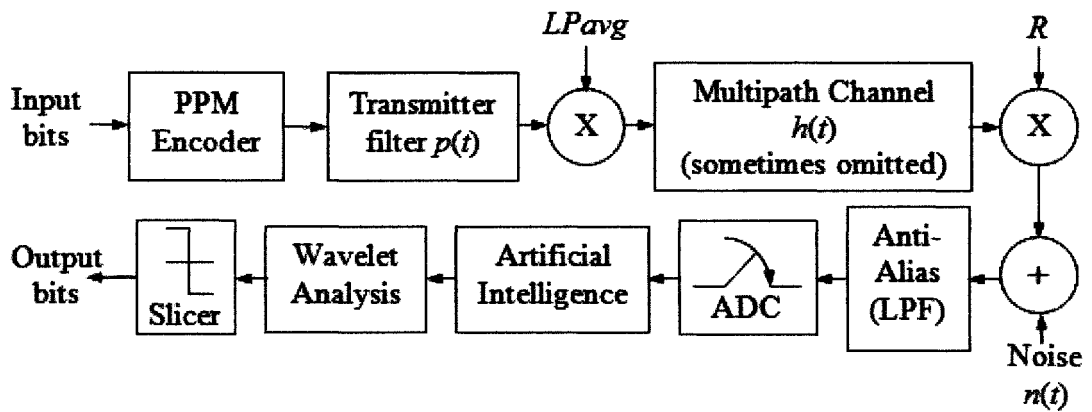 LPavg
R
Input
bits
PPM
Encoder
Transmitter
filter p(t)
X
Multipath Channel
h(t)
(sometimes omitted)
X
Output
bits
Slicer
Wavelet
Analysis
Artificial
Intelligence
ADC
Anti-
Alias
(LPF)
+
Noise
n(t)